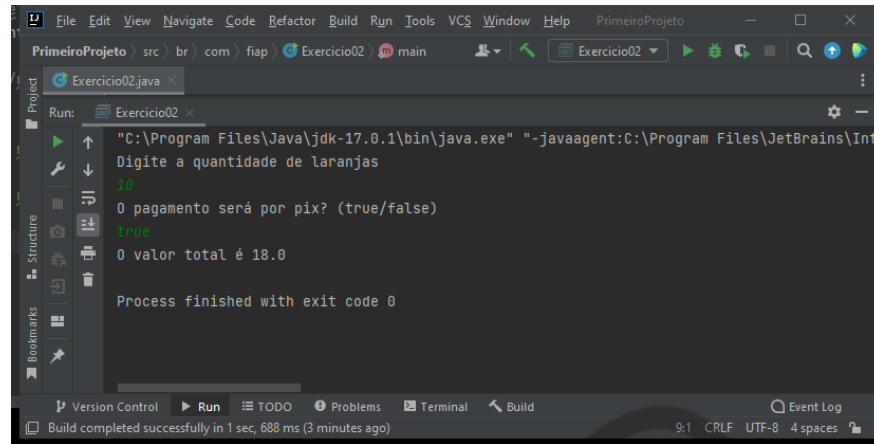 File Edit View Navigate Code Refactor Build Run Tools VCS Window Help PrimeiroProjeto
PrimeiroProjeto src br com fiap Exercicio02 main Exercicio02
Project
Exercicio02.java
Run: Exercicio02
"C:\Program Files\Java\jdk-17.0.1\bin\java.exe" "-javaagent:C:\Program Files\JetBrains\Int
Digite a quantidade de laranjas
10
O pagamento será por pix? (true/false)
true
O valor total é 18.0
Process finished with exit code 0
Structure
Bookmarks
Version Control Run TODO Problems Terminal Build Event Log
Build completed successfully in 1 sec, 688 ms (3 minutes ago) 9:1 CRLF UTF-8 4 spaces